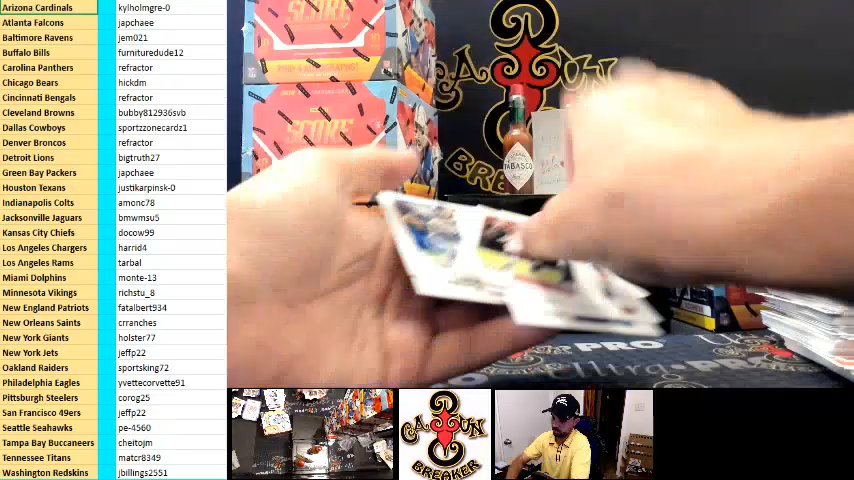 Arizona Cardinals kylholmgre-0
Atlanta Falcons japchaee
Baltimore Ravens jem021
Buffalo Bills furnituredude12
Carolina Panthers refractor
Chicago Bears hickdm
Cincinnati Bengals refractor
Cleveland Browns bubby812936svb
Dallas Cowboys sportzzonecardz1
Denver Broncos refractor
Detroit Lions bigtruth27
Green Bay Packers japchaee
Houston Texans justikarpinsk-0
Indianapolis Colts amonc78
Jacksonville Jaguars bmwmsu5
Kansas City Chiefs docow99
Los Angeles Chargers harrid4
Los Angeles Rams tarbal
Miami Dolphins monte-13
Minnesota Vikings richstu_8
New England Patriots fatalbert934
New Orleans Saints crranches
New York Giants holster77
New York Jets jeffp22
Oakland Raiders sportsking72
Philadelphia Eagles yvettecorvette91
Pittsburgh Steelers corog25
San Francisco 49ers jeffp22
Seattle Seahawks pe-4560
Tampa Bay Buccaneers cheitojm
Tennessee Titans matcr8349
Washington Redskins jbillings2551
SCORE
SCORE
TABASCO
PRO
Ultra PRO
CAJUN
BREAKER